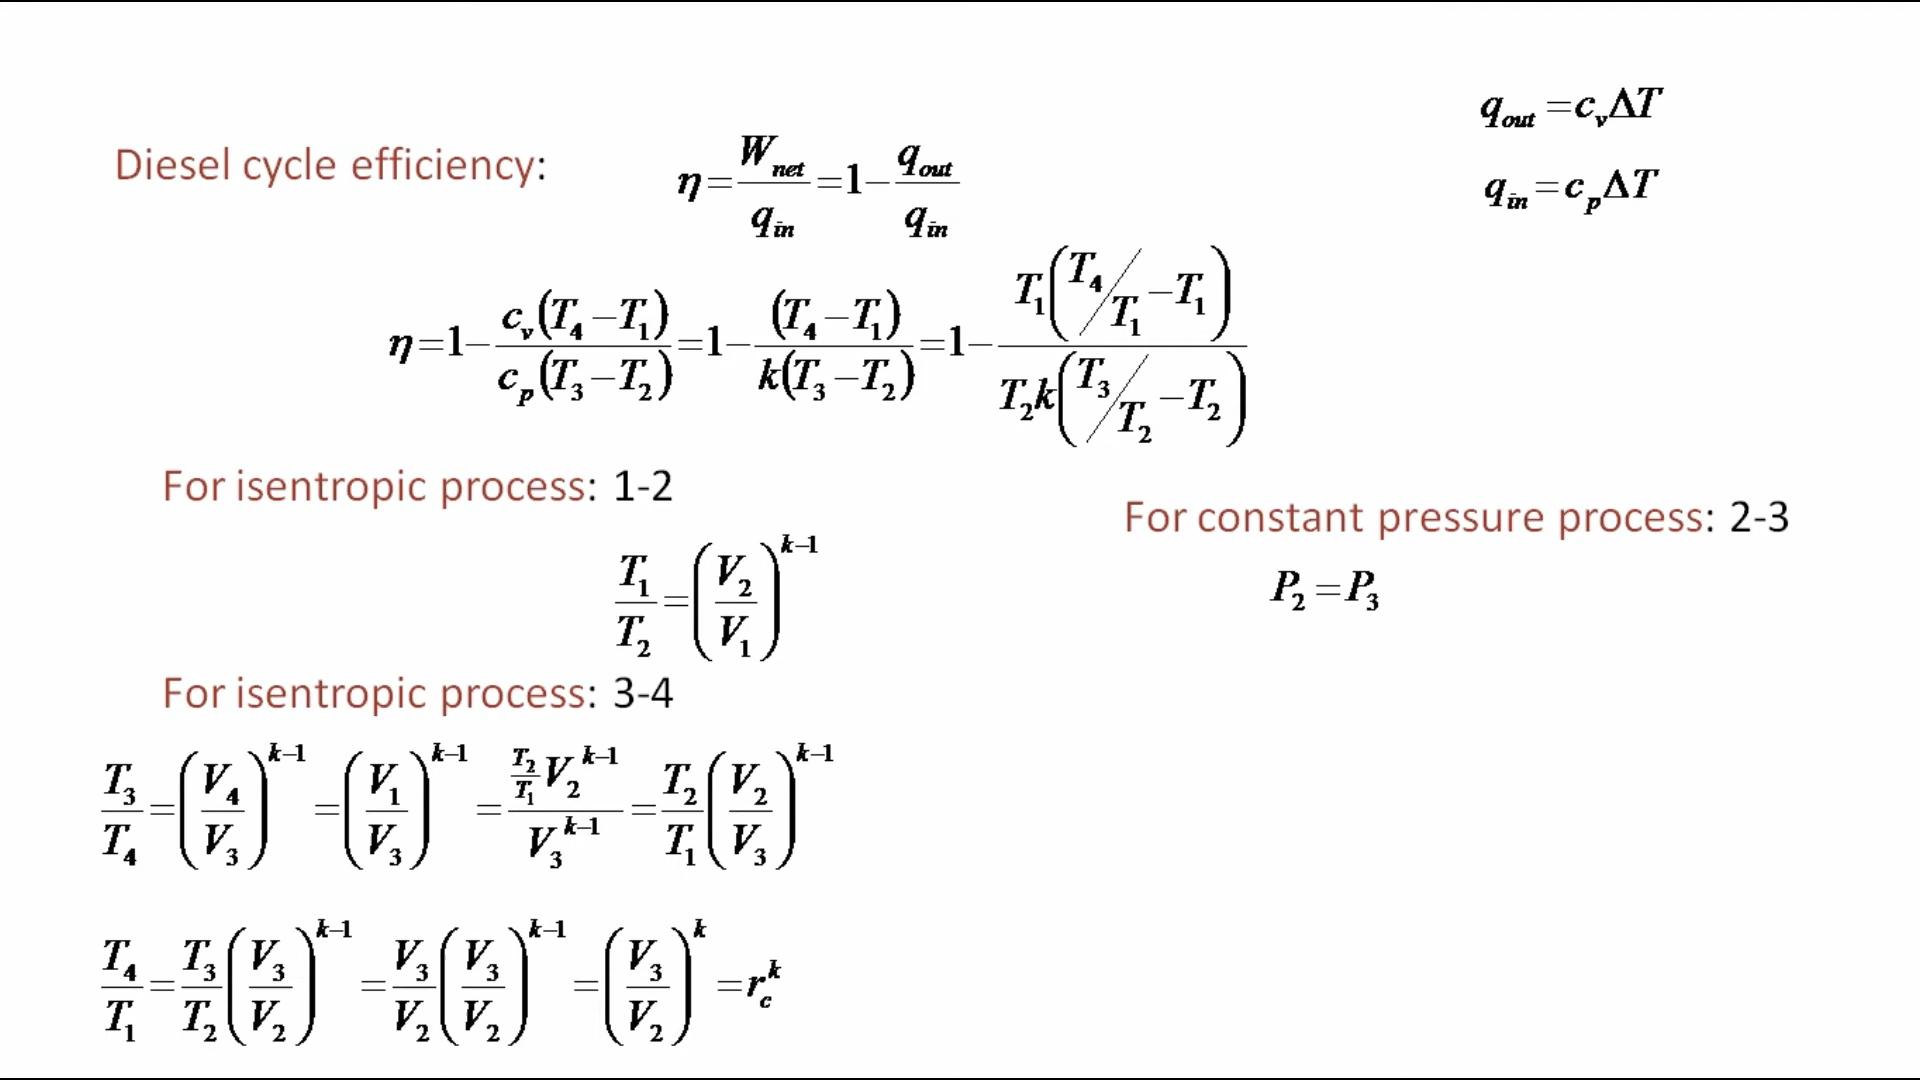 q_out = c_v ΔT
Diesel cycle efficiency: η = W_net / q_in = 1 − q_out / q_in
q_in = c_p ΔT
η = 1 − c_v(T_4 − T_1) / c_p(T_3 − T_2) = 1 − (T_4 − T_1) / k(T_3 − T_2) = 1 − T_1(T_4/T_1 − T_1) / T_2 k(T_3/T_2 − T_2)
For isentropic process: 1-2
For constant pressure process: 2-3
T_1/T_2 = (V_2/V_1)^(k−1)
P_2 = P_3
For isentropic process: 3-4
T_3/T_4 = (V_4/V_3)^(k−1) = (V_1/V_3)^(k−1) = (T_2/T_1) V_2^(k−1) / V_3^(k−1) = T_2/T_1 (V_2/V_3)^(k−1)
T_4/T_1 = T_3/T_2 (V_3/V_2)^(k−1) = V_3/V_2 (V_3/V_2)^(k−1) = (V_3/V_2)^k = r_c^k